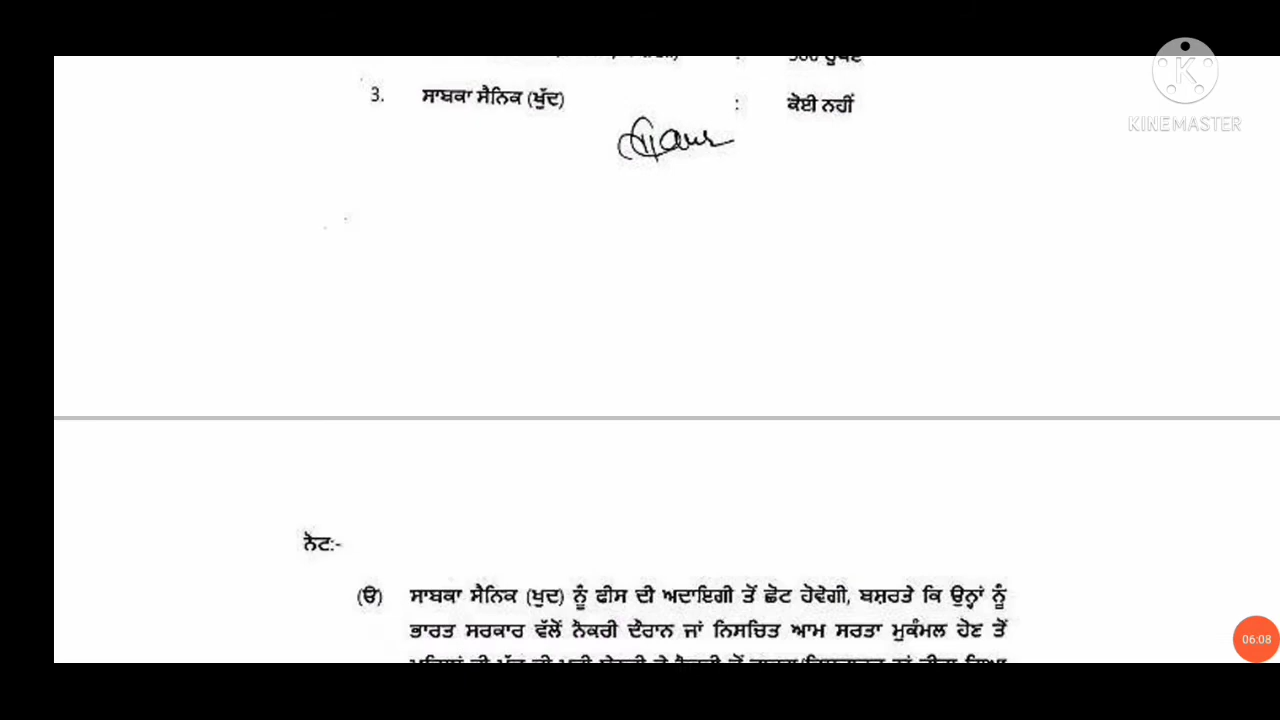 3. ਸਾਬਕਾ ਸੈਨਿਕ (ਖੁੱਦ) : ਕੋਈ ਨਹੀਂ
KINEMASTER
ਨੋਟ:-
(ੳ) ਸਾਬਕਾ ਸੈਨਿਕ (ਖੁਦ) ਨੂੰ ਫੀਸ ਦੀ ਅਦਾਇਗੀ ਤੋਂ ਛੋਟ ਹੋਵੇਗੀ, ਬਸ਼ਰਤੇ ਕਿ ਉਨ੍ਹਾਂ ਨੂੰ
ਭਾਰਤ ਸਰਕਾਰ ਵੱਲੋਂ ਨੌਕਰੀ ਦੌਰਾਨ ਜਾਂ ਨਿਸਚਿਤ ਆਮ ਸਰਤਾ ਮੁਕੰਮਲ ਹੋਣ ਤੋਂ
06:08